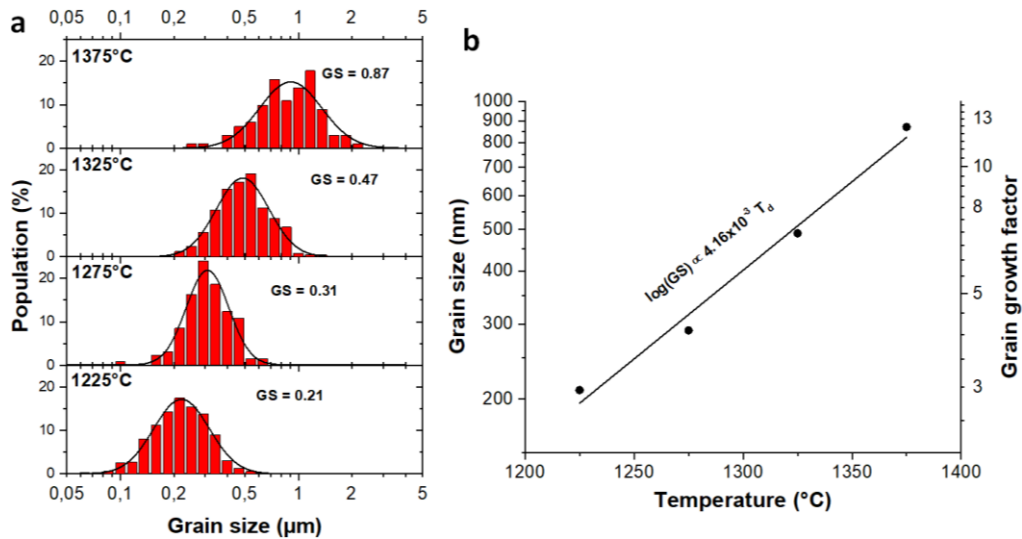 a
0,05 0,1 0,2 0,5 1 2 5
1375°C
GS = 0.87
20
10
0
1325°C
GS = 0.47
20
10
0
1275°C
GS = 0.31
20
10
0
1225°C
GS = 0.21
20
10
0
Population (%)
0,05 0,1 0,2 0,5 1 2 5
Grain size (µm)
b
1000
900
800
700
600
500
400
300
200
Grain size (nm)
log(GS) ∝ 4.16x10³ T_d
13
10
8
7
5
3
Grain growth factor
1200 1250 1300 1350 1400
Temperature (°C)